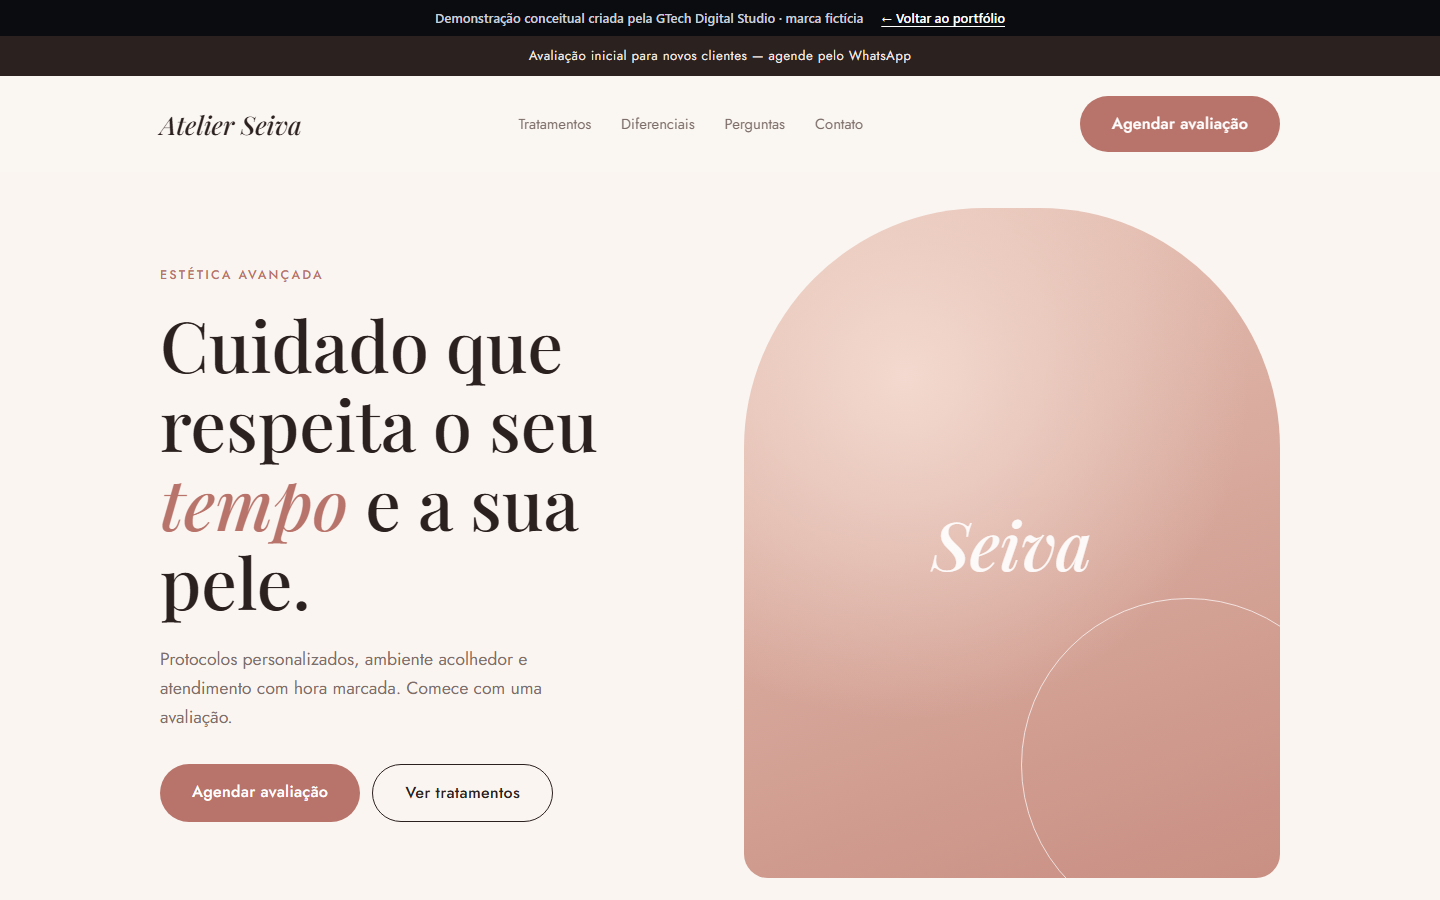 Demonstração conceitual criada pela GTech Digital Studio · marca fictícia ← Voltar ao portfólio
Avaliação inicial para novos clientes — agende pelo WhatsApp
Atelier Seiva
Tratamentos
Diferenciais
Perguntas
Contato
Agendar avaliação
ESTÉTICA AVANÇADA
Cuidado que
respeita o seu
tempo e a sua
pele.
Protocolos personalizados, ambiente acolhedor e
atendimento com hora marcada. Comece com uma
avaliação.
Agendar avaliação
Ver tratamentos
Seiva